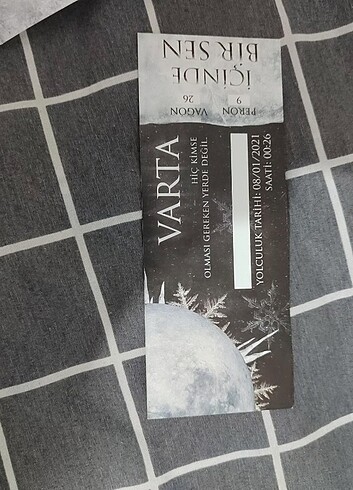 İÇİNDE
BİR SEN
PERON
9
VAGON
26
VARTA
HİÇ KİMSE
OLMASI GEREKEN YERDE DEĞİL.
YOLCULUK TARİHİ: 08/01/2021
SAATİ: 00:26